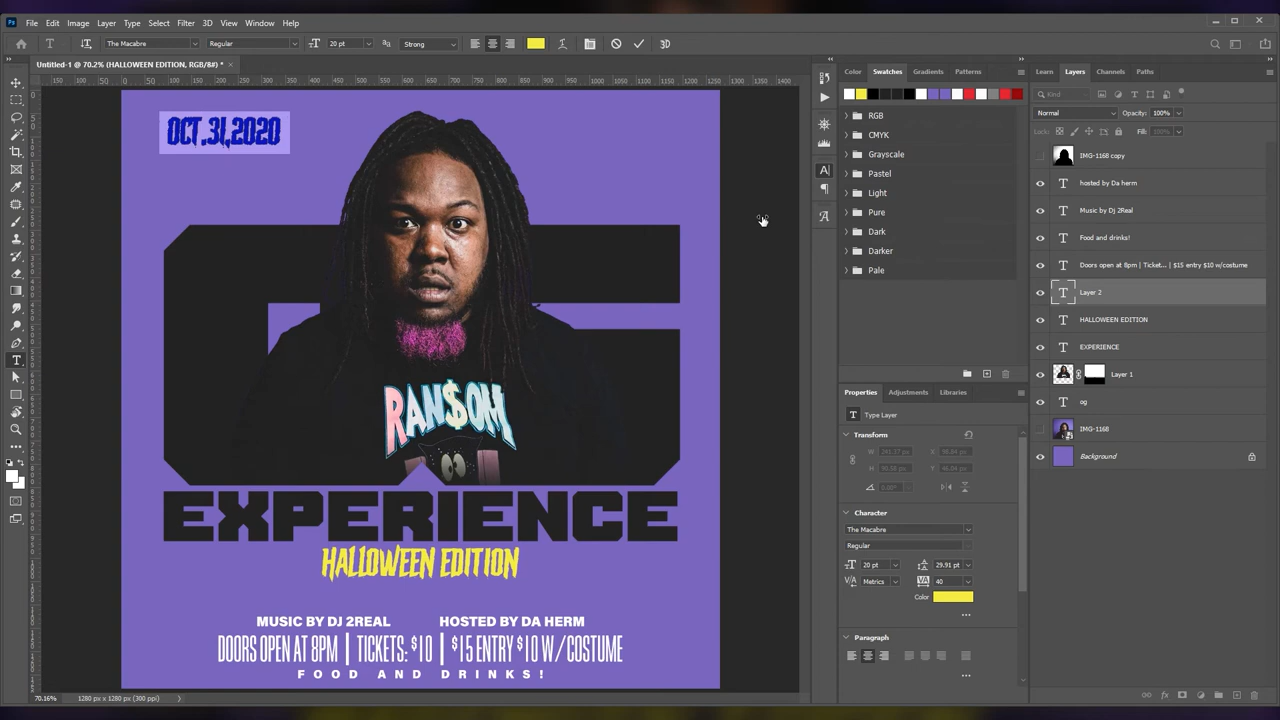 Ps File Edit Image Layer Type Select Filter 3D View Window Help
T The Macabre Regular 20 pt Strong 3D
Untitled-1 @ 70.2% (HALLOWEEN EDITION, RGB/8#) *
Color Swatches Gradients Patterns
Learn Layers Channels Paths
RGB
CMYK
Grayscale
Pastel
Light
Pure
Dark
Darker
Pale
Kind
Normal Opacity: 100%
Lock: Fill: 100%
IMG-1168 copy
hosted by Da herm
Music by Dj 2Real
Food and drinks!
Doors open at 8pm | Ticket... | $15 entry $10 w/costume
Layer 2
HALLOWEEN EDITION
EXPERIENCE
Layer 1
og
IMG-1168
Background
OCT.31,2020
RAN$OM
EXPERIENCE
HALLOWEEN EDITION
MUSIC BY DJ 2REAL HOSTED BY DA HERM
DOORS OPEN AT 8PM | TICKETS: $10 | $15 ENTRY $10 W/COSTUME
FOOD AND DRINKS!
Properties Adjustments Libraries
T Type Layer
Transform
Character
The Macabre
Regular
20 pt 29.91 pt
Metrics 40
Color
Paragraph
70.16% 1280 px x 1280 px (300 ppi)